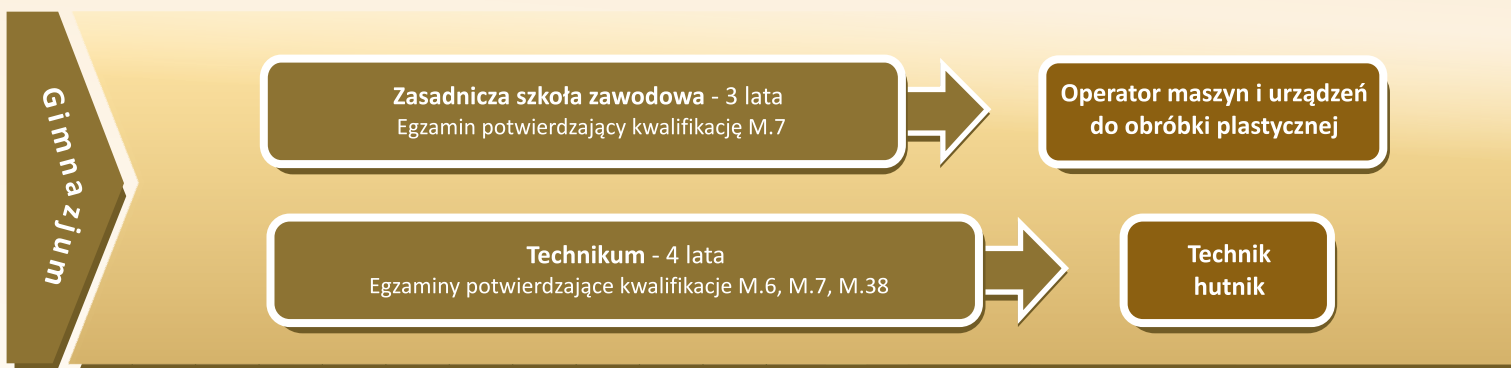 Gimnazjum
Zasadnicza szkoła zawodowa - 3 lata
Egzamin potwierdzający kwalifikację M.7
Operator maszyn i urządzeń
do obróbki plastycznej
Technikum - 4 lata
Egzaminy potwierdzające kwalifikacje M.6, M.7, M.38
Technik
hutnik